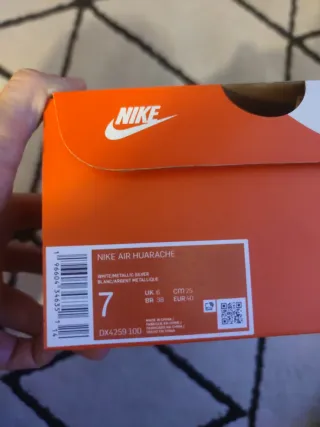 NIKE
NIKE AIR HUARACHE
WHITE/METALLIC SILVER
BLANC/ARGENT METALLIQUE
7
UK 6 CM 25
BR 38 EUR 40
DX4259 100